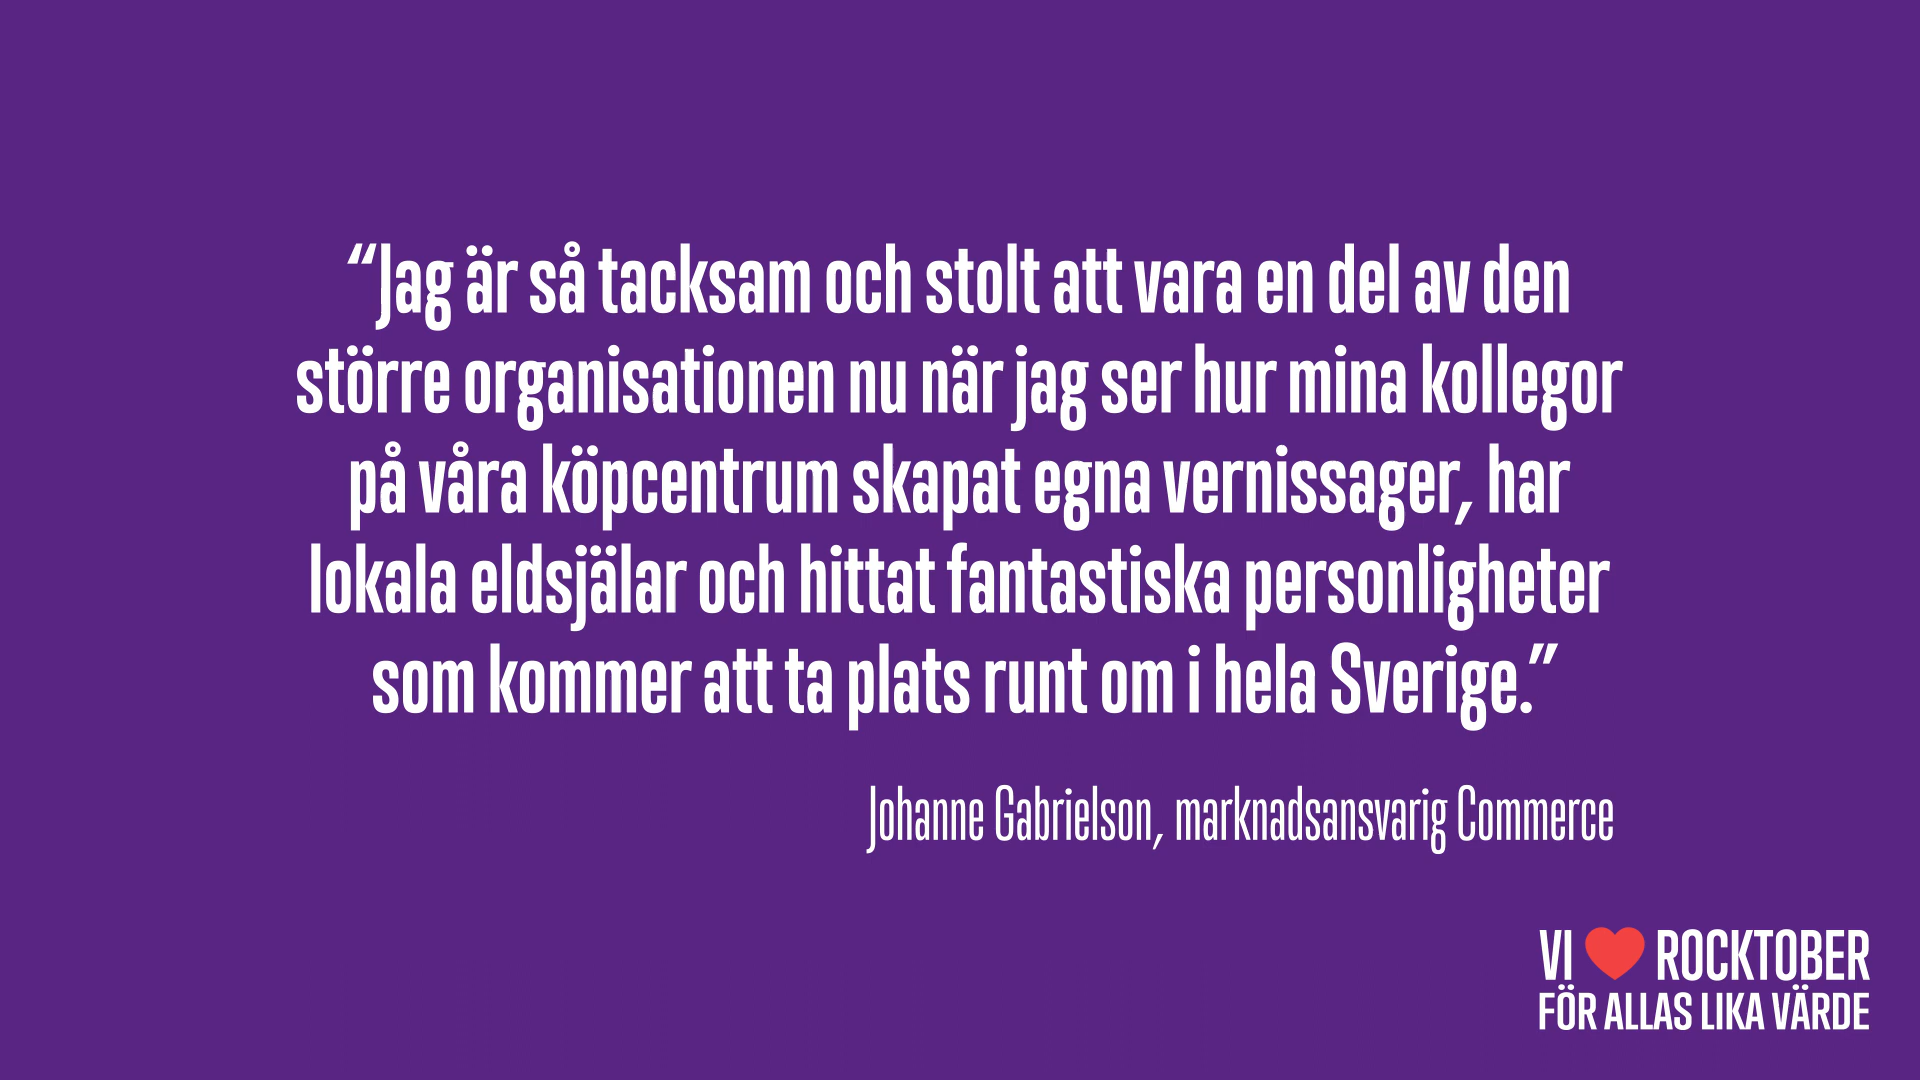 “Jag är så tacksam och stolt att vara en del av den
större organisationen nu när jag ser hur mina kollegor
på våra köpcentrum skapat egna vernissager, har
lokala eldsjälar och hittat fantastiska personligheter
som kommer att ta plats runt om i hela Sverige.”
Johanne Gabrielson, marknadsansvarig Commerce
VI ❤ ROCKTOBER
FÖR ALLAS LIKA VÄRDE